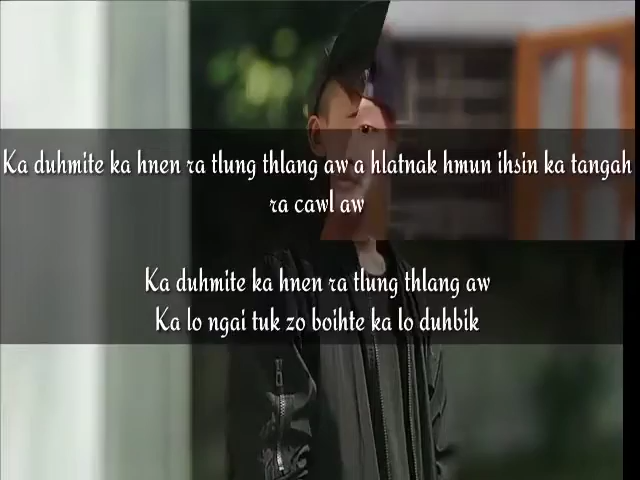 Ka duhmite ka hnen ra tlung thlang aw a hlatnak hmun ihsin ka tangah
ra cawl aw
Ka duhmite ka hnen ra tlung thlang aw
Ka lo ngai tuk zo boihte ka lo duhbik